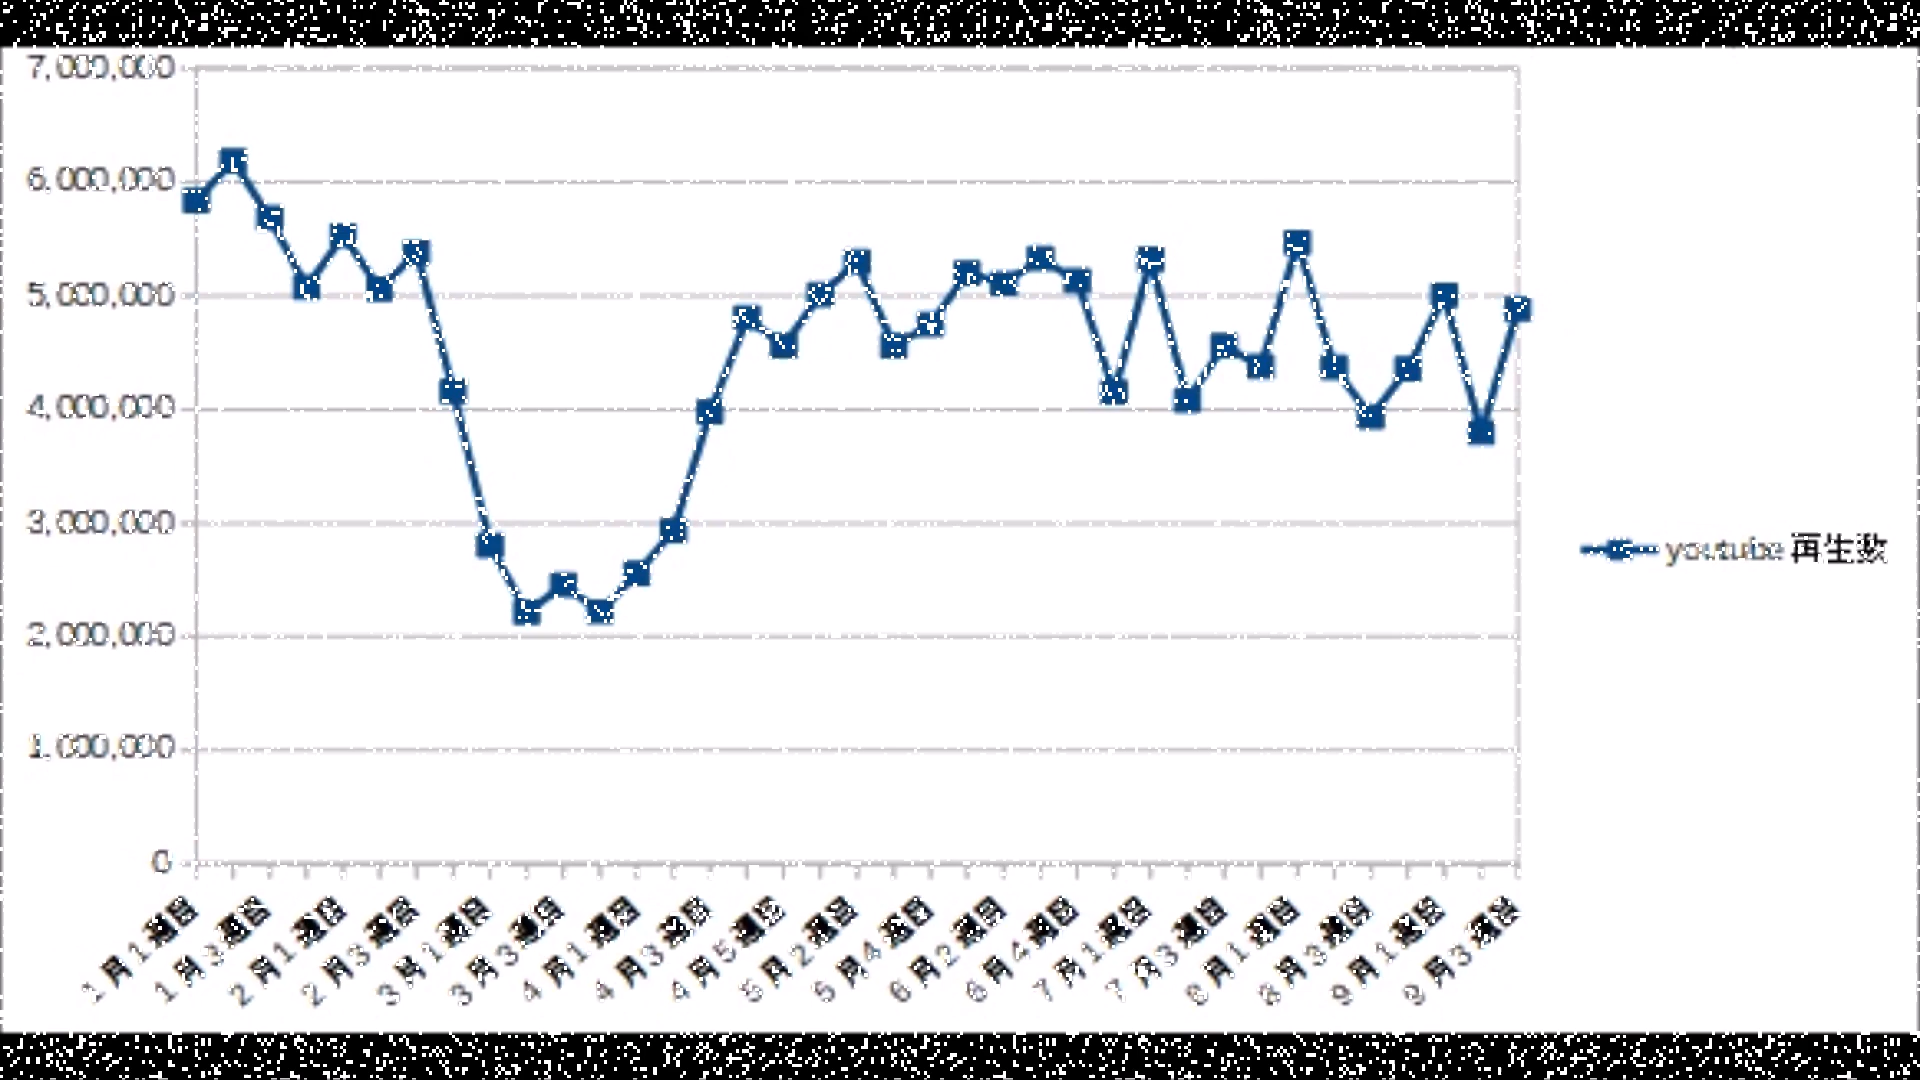 7,000,000
6,000,000
5,000,000
4,000,000
3,000,000
2,000,000
1,000,000
0
youtube 再生数
1月1週目
1月3週目
2月1週目
2月3週目
3月1週目
3月3週目
4月1週目
4月3週目
4月5週目
5月2週目
5月4週目
6月2週目
6月4週目
7月1週目
7月3週目
8月1週目
8月3週目
9月1週目
9月3週目